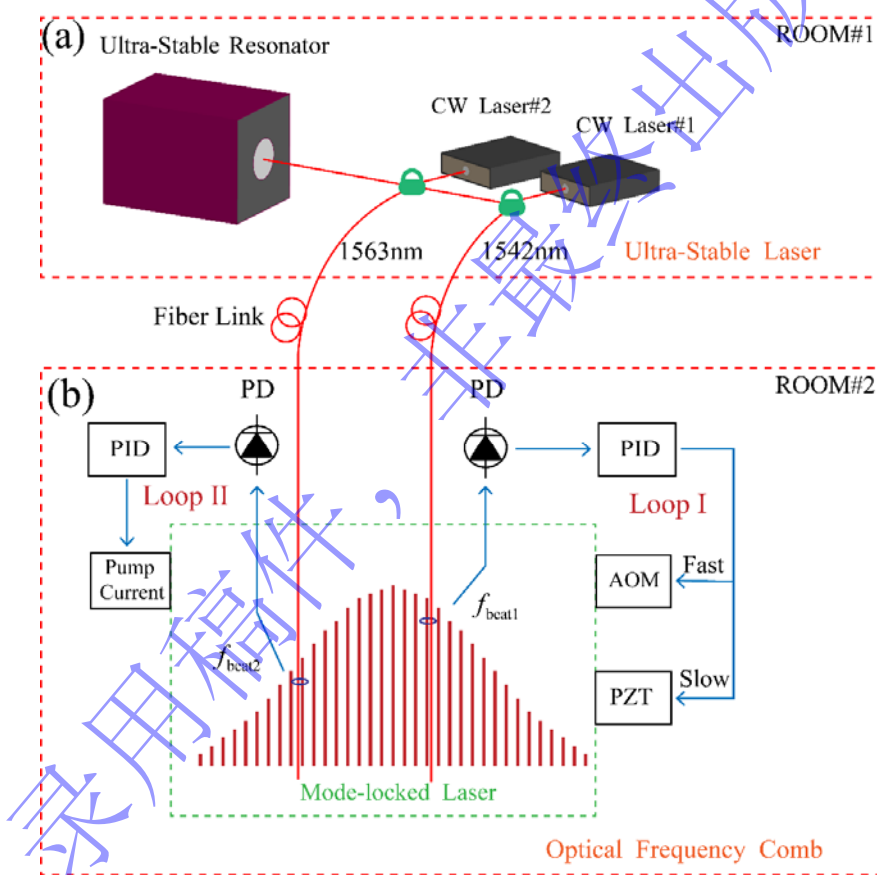 (a)
ROOM#1
Ultra-Stable Resonator
CW Laser#2
CW Laser#1
1563nm
1542nm
Ultra-Stable Laser
Fiber Link
(b)
ROOM#2
PD
PD
PID
PID
Loop II
Loop I
Pump
Current
AOM
Fast
f_beat1
f_beat2
Slow
PZT
Mode-locked Laser
Optical Frequency Comb
录用稿件，非最终出版